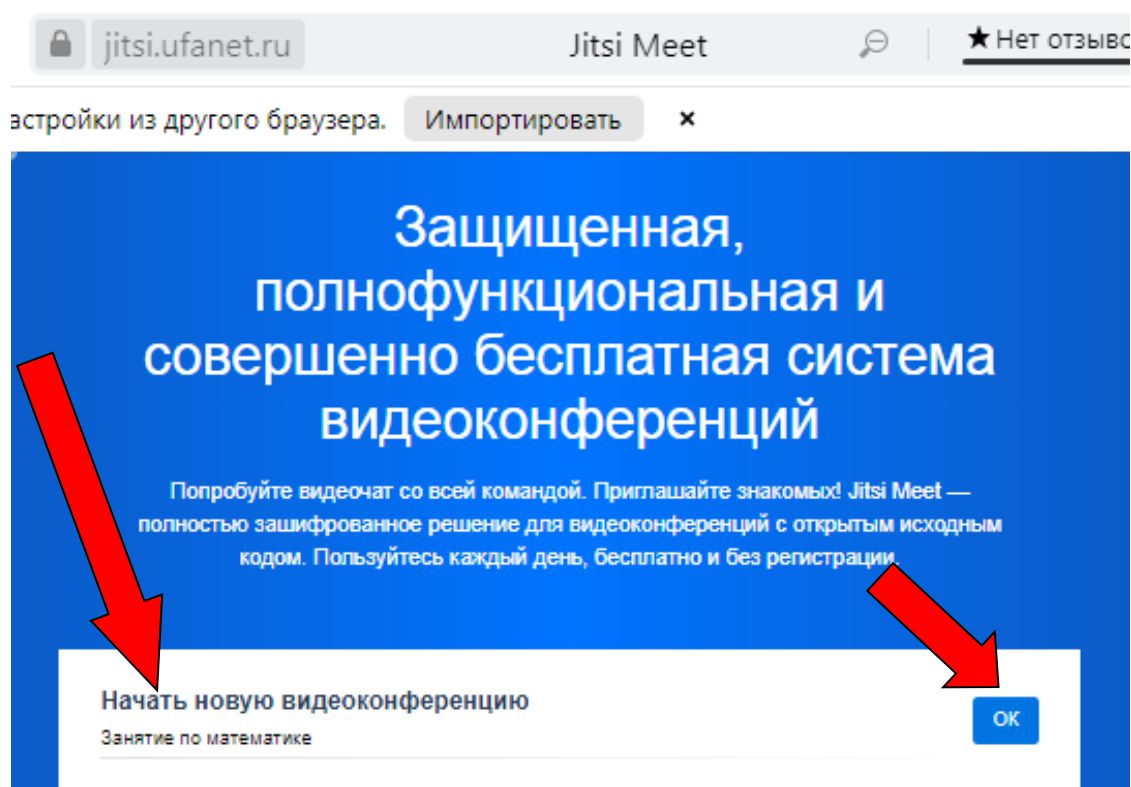 jitsi.ufanet.ru Jitsi Meet ★ Нет отзыво
астройки из другого браузера. Импортировать ×
Защищенная,
полнофункциональная и
совершенно бесплатная система
видеоконференций
Попробуйте видеочат со всей командой. Приглашайте знакомых! Jitsi Meet —
полностью зашифрованное решение для видеоконференций с открытым исходным
кодом. Пользуйтесь каждый день, бесплатно и без регистрации.
Начать новую видеоконференцию
ОК
Занятие по математике